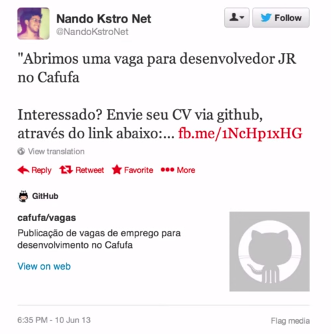 Nando Kstro Net
@NandoKstroNet
Follow
"Abrimos uma vaga para desenvolvedor JR
no Cafufa
Interessado? Envie seu CV via github,
através do link abaixo:... fb.me/1NcHp1xHG
View translation
Reply Retweet Favorite More
GitHub
cafufa/vagas
Publicação de vagas de emprego para
desenvolvimento no Cafufa
View on web
6:35 PM - 10 Jun 13
Flag media